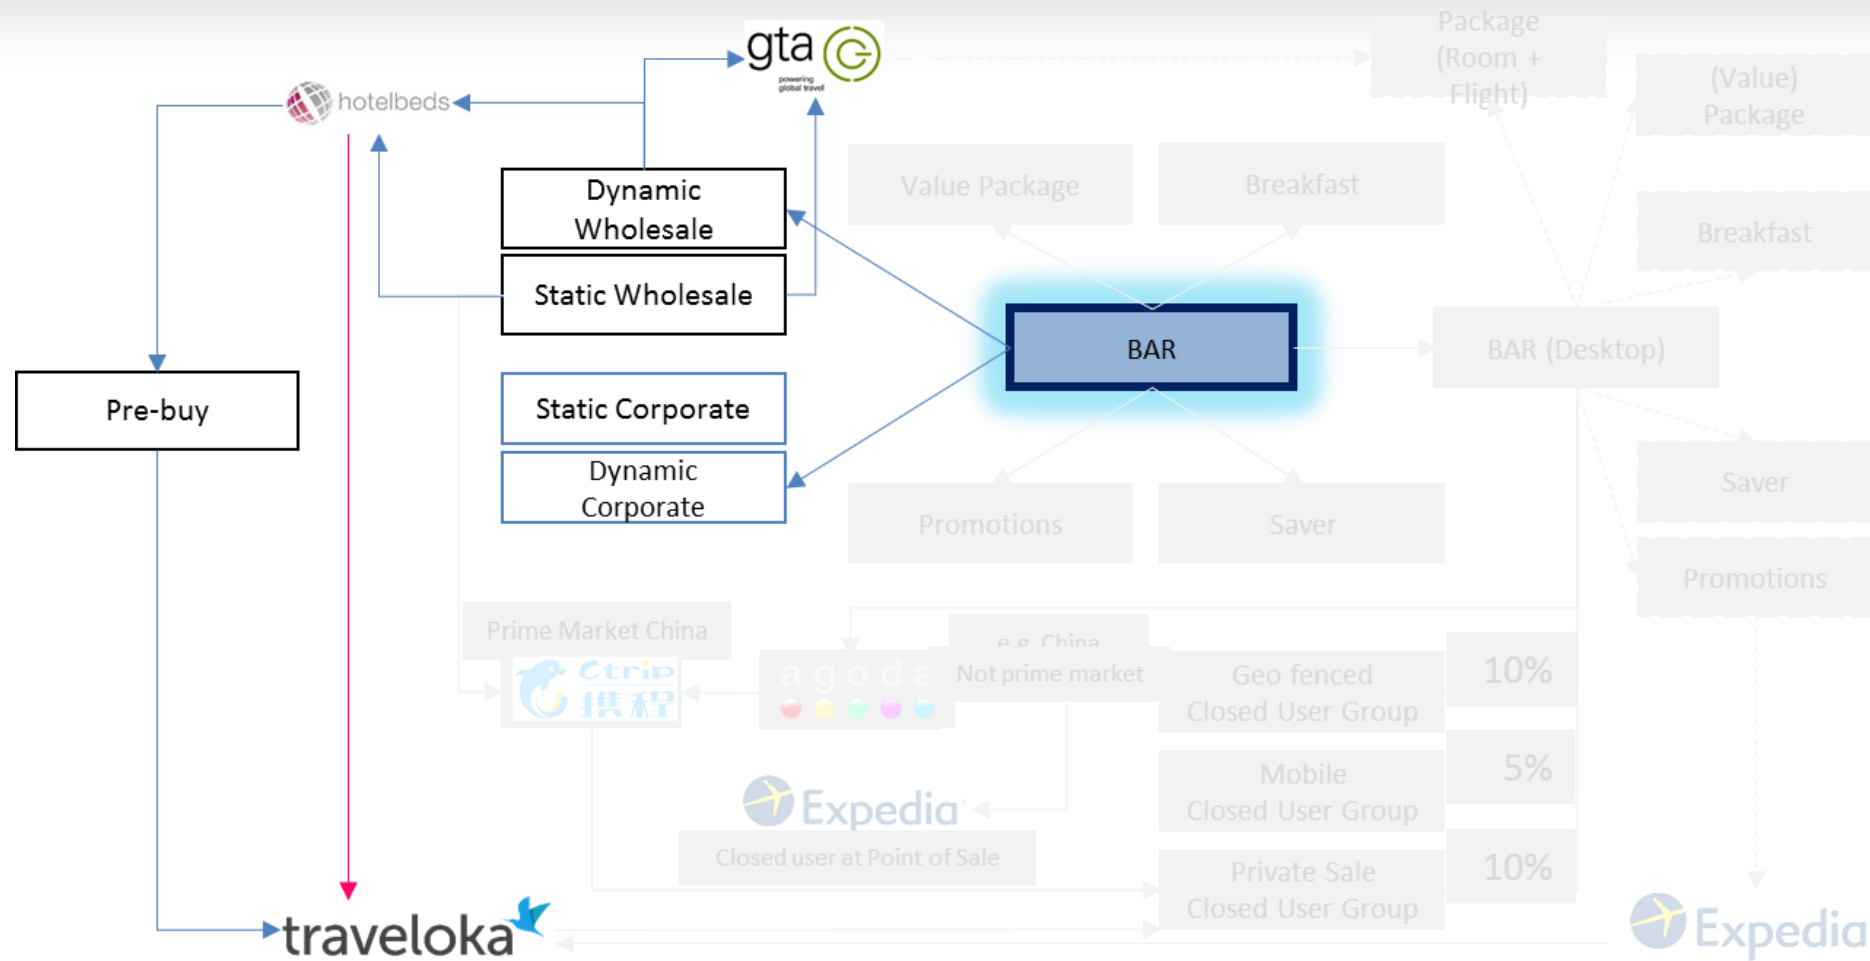 Package
(Room +
Flight)
gta
powering
global travel
(Value)
Package
hotelbeds
Dynamic
Wholesale
Value Package
Breakfast
Breakfast
Static Wholesale
BAR
BAR (Desktop)
Pre-buy
Static Corporate
Dynamic
Corporate
Promotions
Saver
Saver
Promotions
Prime Market China
e.g. China
Not prime market
Ctrip
携程
agoda
Geo fenced
Closed User Group
10%
Mobile
Closed User Group
5%
Expedia
Closed user at Point of Sale
Private Sale
Closed User Group
10%
traveloka
Expedia